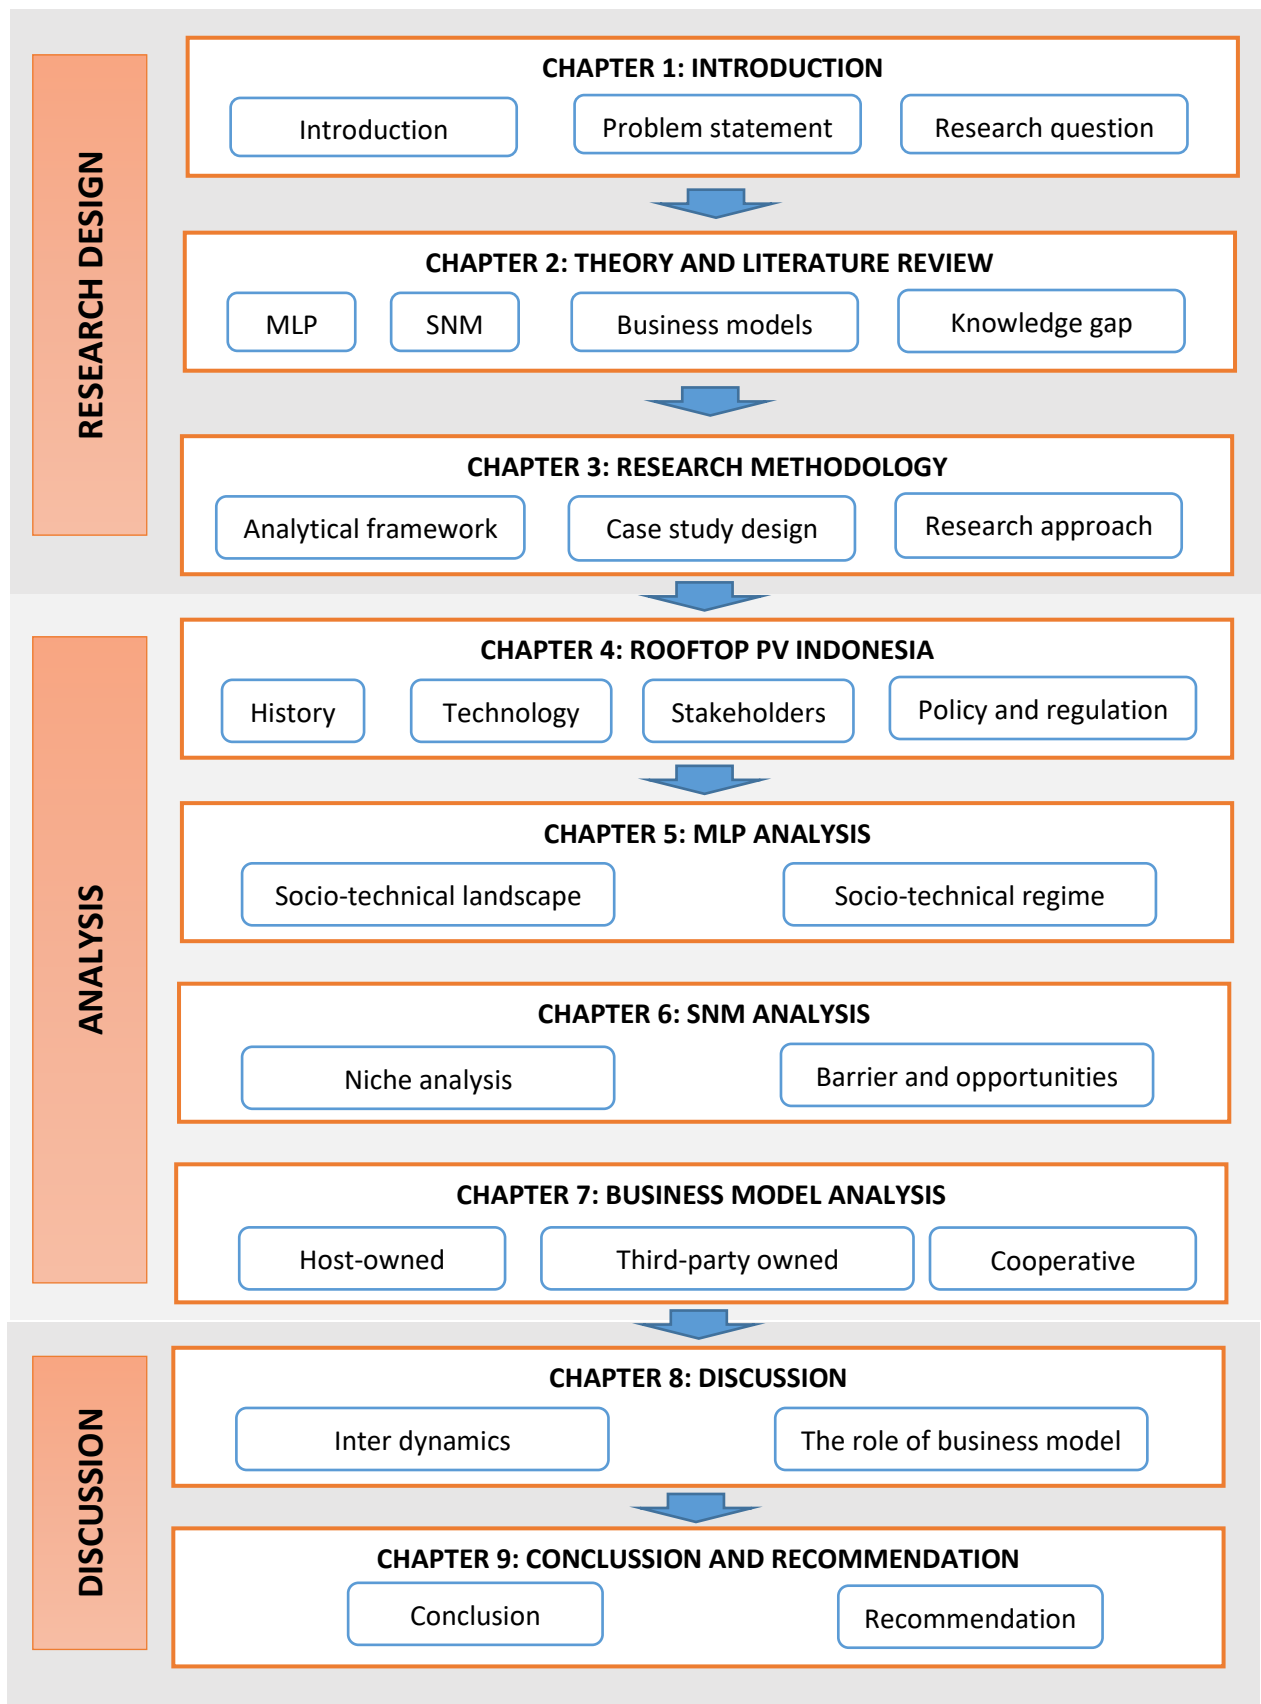 RESEARCH DESIGN
CHAPTER 1: INTRODUCTION
Introduction
Problem statement
Research question
CHAPTER 2: THEORY AND LITERATURE REVIEW
MLP
SNM
Business models
Knowledge gap
CHAPTER 3: RESEARCH METHODOLOGY
Analytical framework
Case study design
Research approach
ANALYSIS
CHAPTER 4: ROOFTOP PV INDONESIA
History
Technology
Stakeholders
Policy and regulation
CHAPTER 5: MLP ANALYSIS
Socio-technical landscape
Socio-technical regime
CHAPTER 6: SNM ANALYSIS
Niche analysis
Barrier and opportunities
CHAPTER 7: BUSINESS MODEL ANALYSIS
Host-owned
Third-party owned
Cooperative
DISCUSSION
CHAPTER 8: DISCUSSION
Inter dynamics
The role of business model
CHAPTER 9: CONCLUSSION AND RECOMMENDATION
Conclusion
Recommendation